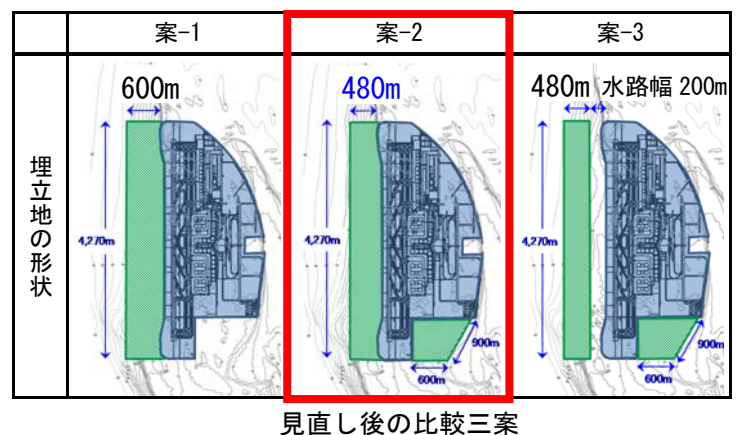 案-1
案-2
案-3
埋立地の形状
600m
4,270m
480m
4,270m
900m
600m
480m 水路幅 200m
4,270m
900m
600m
見直し後の比較三案